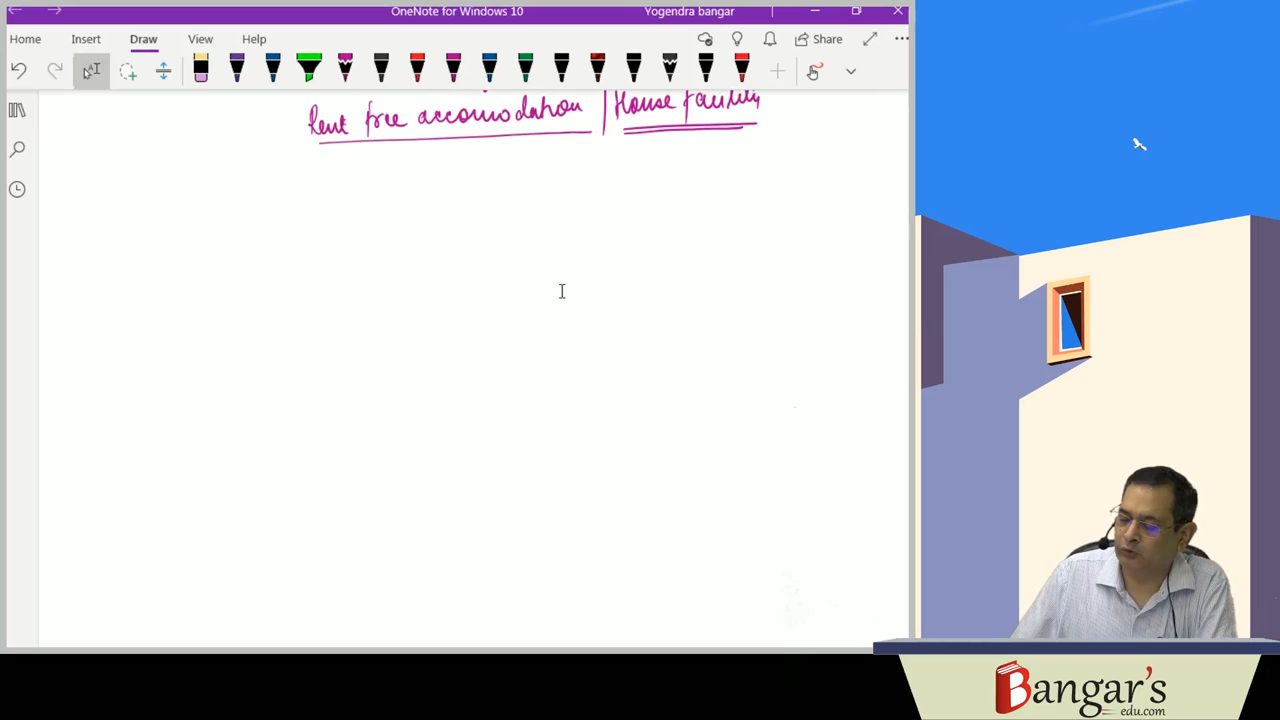 OneNote for Windows 10 Yogendra bangar
Home Insert Draw View Help Share
Rent free accomodation | House facility
Bangar's
edu.com